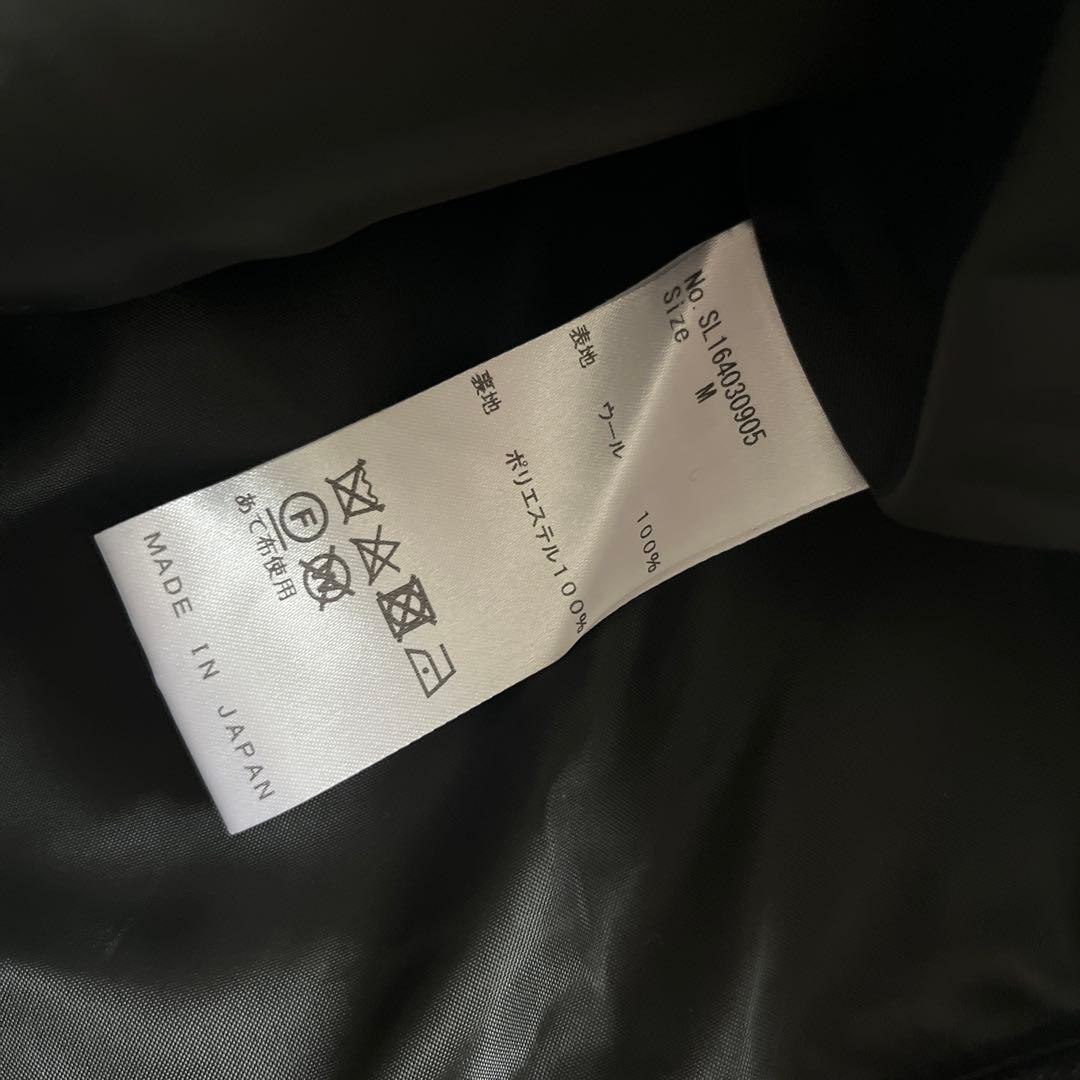 No. SL164030905
Size M
表地 ウール 100%
裏地 ポリエステル100%
F
W
あて布使用
MADE IN JAPAN